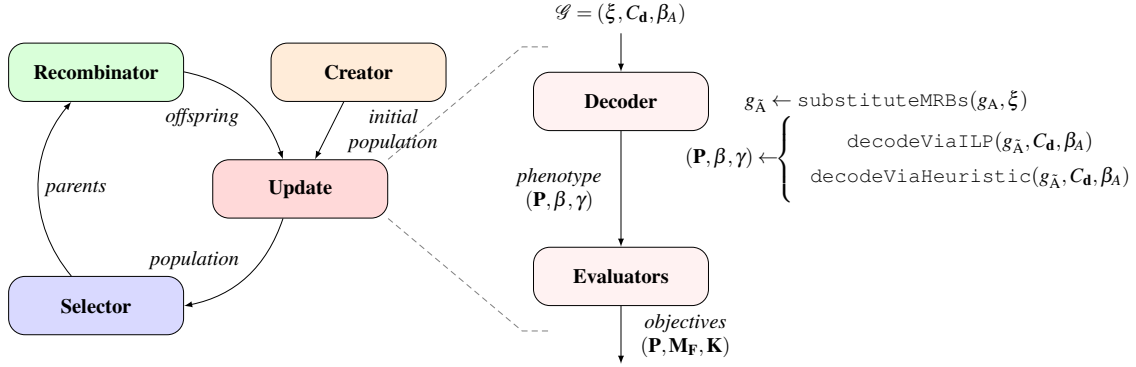 Recombinator
Creator
offspring
initial
population
Update
parents
population
Selector
𝒢 = (ξ, C_d, β_A)
Decoder
phenotype
(P, β, γ)
Evaluators
objectives
(P, M_F, K)
g_Ã ← substituteMRBs(g_A, ξ)
(P, β, γ) ← {
decodeViaILP(g_Ã, C_d, β_A)
decodeViaHeuristic(g_Ã, C_d, β_A)